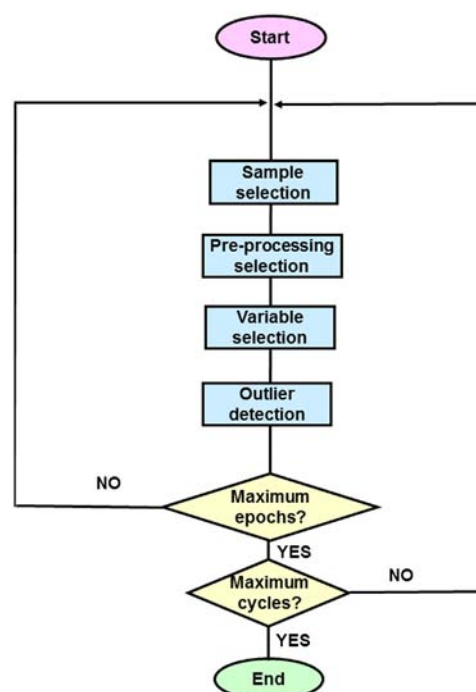 Start
Sample
selection
Pre-processing
selection
Variable
selection
Outlier
detection
NO
Maximum
epochs?
YES
Maximum
cycles?
NO
YES
End